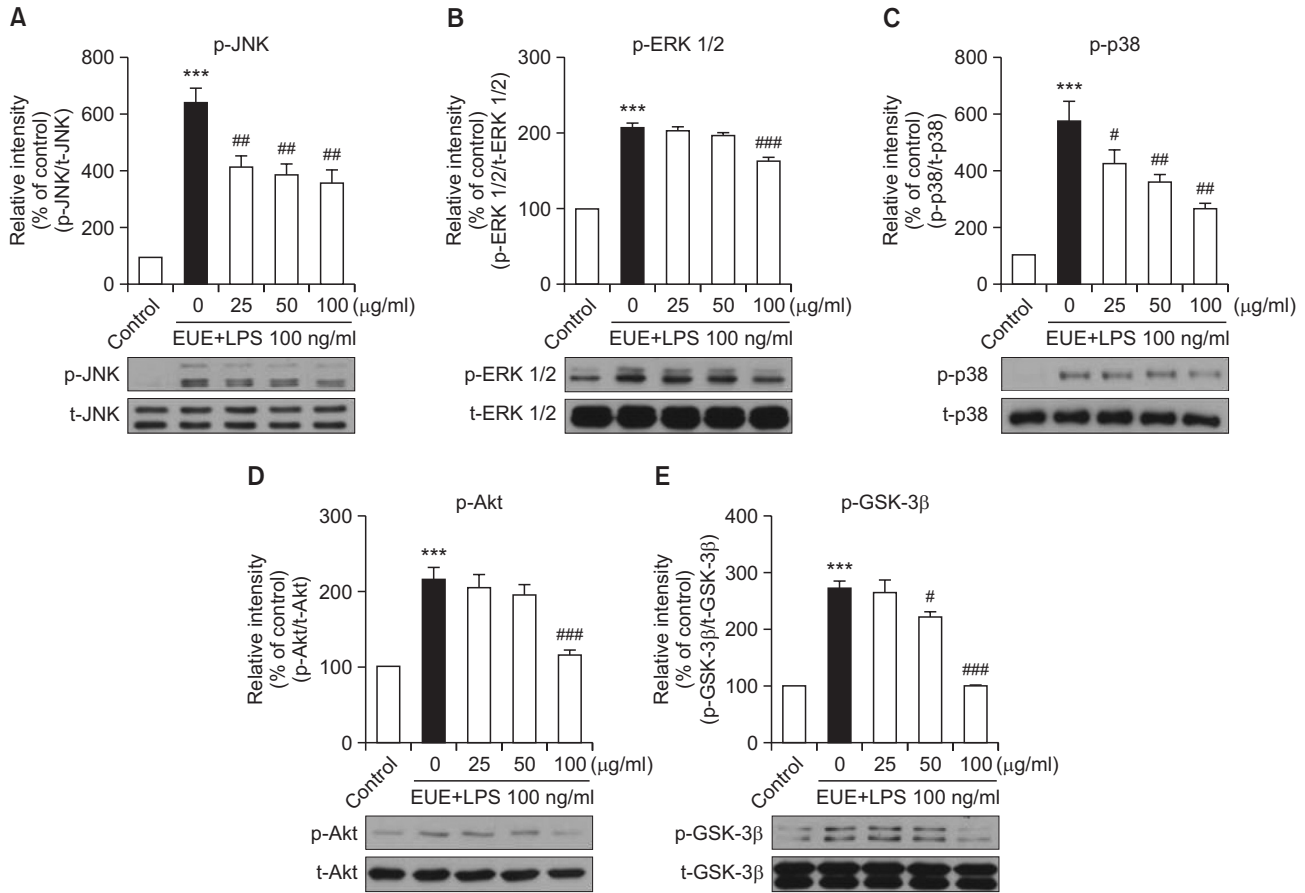 A
p-JNK
Relative intensity
(% of control)
(p-JNK/t-JNK)
800
600
400
200
0
***
##
##
##
Control
0 25 50 100 (μg/ml)
EUE+LPS 100 ng/ml
p-JNK
t-JNK
B
p-ERK 1/2
Relative intensity
(% of control)
(p-ERK 1/2/t-ERK 1/2)
300
200
100
0
***
###
Control
0 25 50 100 (μg/ml)
EUE+LPS 100 ng/ml
p-ERK 1/2
t-ERK 1/2
C
p-p38
Relative intensity
(% of control)
(p-p38/t-p38)
800
600
400
200
0
***
#
##
##
Control
0 25 50 100 (μg/ml)
EUE+LPS 100 ng/ml
p-p38
t-p38
D
p-Akt
Relative intensity
(% of control)
(p-Akt/t-Akt)
300
200
100
0
***
###
Control
0 25 50 100 (μg/ml)
EUE+LPS 100 ng/ml
p-Akt
t-Akt
E
p-GSK-3β
Relative intensity
(% of control)
(p-GSK-3β/t-GSK-3β)
400
300
200
100
0
***
#
###
Control
0 25 50 100 (μg/ml)
EUE+LPS 100 ng/ml
p-GSK-3β
t-GSK-3β